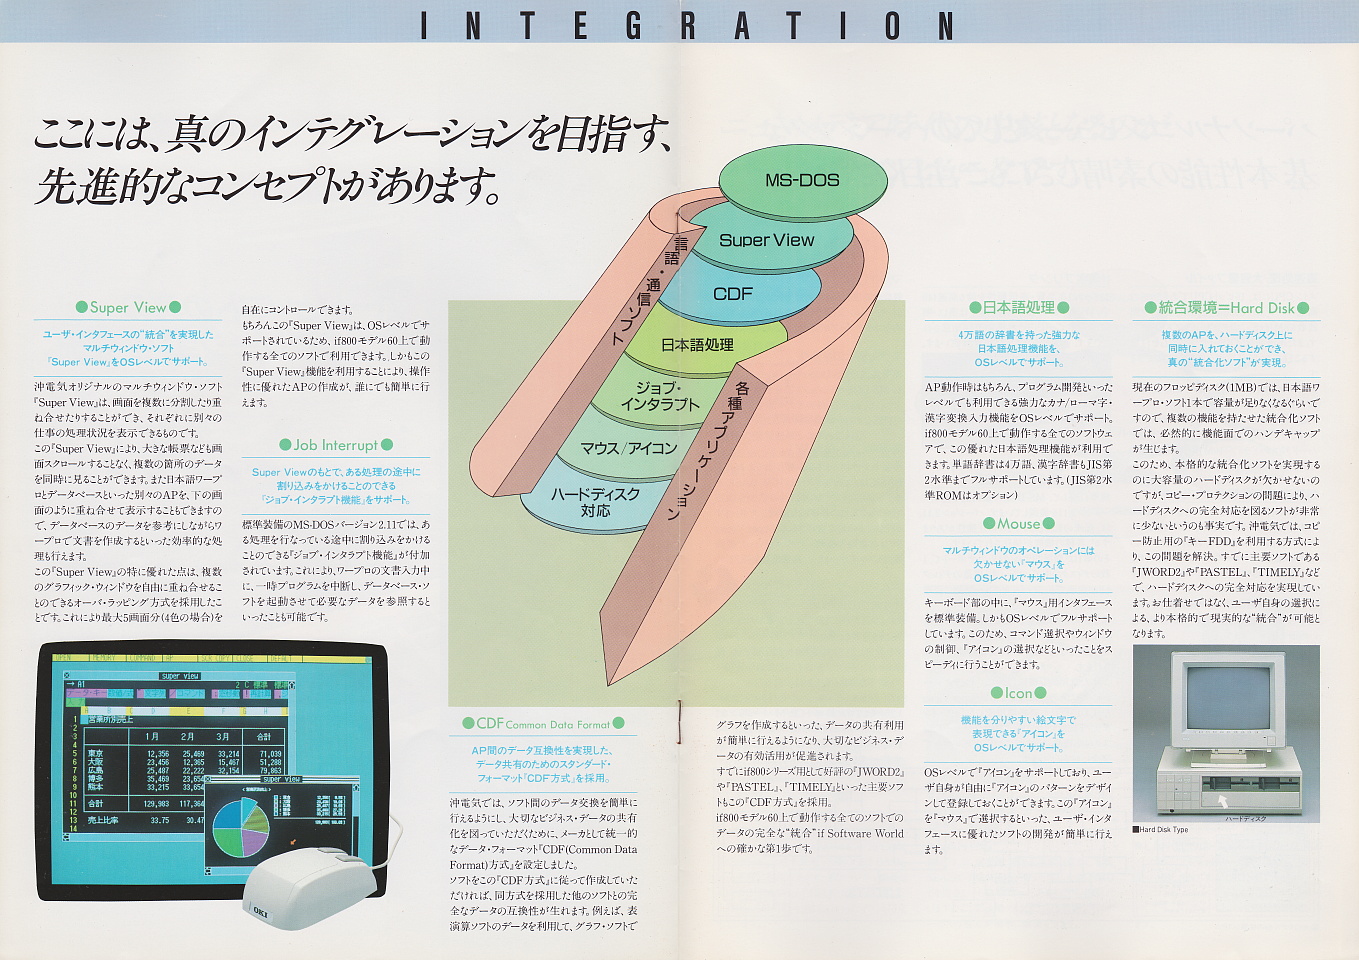 INTEGRATION
ここには、真のインテグレーションを目指す、
先進的なコンセプトがあります。
●Super View●
ユーザ・インタフェースの“統合”を実現した
マルチウィンドウ・ソフト
「Super View」をOSレベルでサポート。
沖電気オリジナルのマルチウィンドウ・ソフト
『Super View』は、画面を複数に分割したり重
ね合せたりすることができ、それぞれに別々の
仕事の処理状況を表示できるものです。
この『Super View』により、大きな帳票なども画
面スクロールすることなく、複数の箇所のデータ
を同時に見ることができます。また日本語ワープ
ロとデータベースといった別々のAPを、下の画
面のように重ね合せて表示することもできますの
で、データベースのデータを参考にしながらワ
ープロで文書を作成するといった効率的な処
理も行えます。
この『Super View』の特に優れた点は、複数
のグラフィック・ウィンドウを自由に重ね合せるこ
とのできるオーバ・ラッピング方式を採用したこ
とです。これにより最大5画面分(4色の場合)を
自在にコントロールできます。
もちろんこの『Super View』は、OSレベルでサ
ポートされているため、if800モデル60上で動
作する全てのソフトで利用できます。しかもこの
『Super View』機能を利用することにより、操作
性に優れたAPの作成が、誰にでも簡単に行
えます。
●Job Interrupt●
Super Viewのもとで、ある処理の途中に
割り込みをかけることのできる
「ジョブ・インタラプト機能」をサポート。
標準装備のMS-DOSバージョン2.11では、あ
る処理を行なっている途中に割り込みをかける
ことのできる『ジョブ・インタラプト機能』が付加
されています。これにより、ワープロの文書入力中
に、一時プログラムを中断し、データベース・ソ
フトを起動させて必要なデータを参照すると
いったことも可能です。
MS-DOS
Super View
CDF
日本語処理
ジョブ・
インタラプト
マウス/アイコン
ハードディスク
対応
言語・通信ソフト
各種アプリケーション
●CDF Common Data Format●
AP間のデータ互換性を実現した、
データ共有のためのスタンダード・
フォーマット「CDF方式」を採用。
沖電気では、ソフト間のデータ交換を簡単に
行えるようにし、大切なビジネス・データの共有
化を図っていただくために、メーカとして統一的
なデータ・フォーマット『CDF(Common Data
Format)方式』を設定しました。
ソフトをこの『CDF方式』に従って作成していた
だければ、同方式を採用した他のソフトとの完
全なデータの互換性が生れます。例えば、表
演算ソフトのデータを利用して、グラフ・ソフトで
グラフを作成するといった、データの共有利用
が簡単に行えるようになり、大切なビジネス・デ
ータの有効活用が促進されます。
すでにif800シリーズ用として好評の『JWORD2』
や『PASTEL』、『TIMELY』といった主要ソフ
トもこの『CDF方式』を採用。
if800モデル60上で動作する全てのソフトでの
データの完全な“統合”if Software World
への確かな第1歩です。
●日本語処理●
4万語の辞書を持った強力な
日本語処理機能を、
OSレベルでサポート。
AP動作時はもちろん、プログラム開発といった
レベルでも利用できる強力なカナ/ローマ字・
漢字変換入力機能をOSレベルでサポート。
if800モデル60上で動作する全てのソフトウェ
アで、この優れた日本語処理機能が利用で
きます。単語辞書は4万語、漢字辞書もJIS第
2水準までフルサポートしています。(JIS第2水
準ROMはオプション)
●Mouse●
マルチウィンドウのオペレーションには
欠かせない「マウス」を
OSレベルでサポート。
キーボード部の中に、『マウス』用インタフェース
を標準装備。しかもOSレベルでフルサポート
しています。このため、コマンド選択やウィンドウ
の制御、『アイコン』の選択などといったことをス
ピーディに行うことができます。
●Icon●
機能を分りやすい絵文字で
表現できる「アイコン」を
OSレベルでサポート。
OSレベルで『アイコン』をサポートしており、ユー
ザ自身が自由に『アイコン』のパターンをデザイ
ンして登録しておくことができます。この『アイコン』
を『マウス』で選択するといった、ユーザ・インタ
フェースに優れたソフトの開発が簡単に行え
ます。
●統合環境=Hard Disk●
複数のAPを、ハードディスク上に
同時に入れておくことができ、
真の“統合化ソフト”が実現。
現在のフロッピディスク(1MB)では、日本語ワ
ープロ・ソフト1本で容量が足りなくなるぐらいで
すので、複数の機能を持たせた統合化ソフト
では、必然的に機能面でのハンデキャップ
が生じます。
このため、本格的な統合化ソフトを実現する
のに大容量のハードディスクが欠かせないの
ですが、コピー・プロテクションの問題により、ハ
ードディスクへの完全対応を図るソフトが非常
に少ないというのも事実です。沖電気では、コピ
ー防止用の『キーFDD』を利用する方式によ
り、この問題を解決。すでに主要ソフトである
『JWORD2』や『PASTEL』、『TIMELY』など
で、ハードディスクへの完全対応を実現してい
ます。お仕着せではなく、ユーザ自身の選択に
よる、より本格的で現実的な“統合”が可能と
なります。
ハードディスク
■Hard Disk Type
super view
営業所別売上
1月 2月 3月 合計
東京 12,356 25,469 33,214 71,039
大阪 23,456 12,365 15,467 51,288
広島 25,487 22,222 32,154 79,863
博多 35,469 23,654
熊本 33,215 33,654
合計 129,983 117,364
売上比率 33.75 30.47
super view
OKI